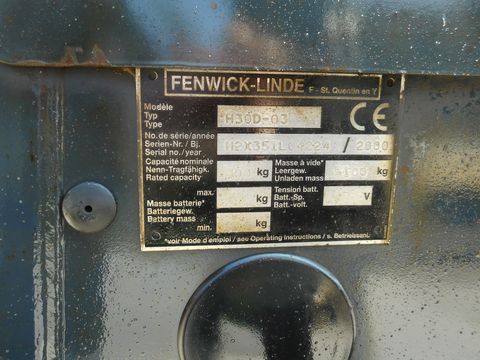 FENWICK-LINDE F - St. Quentin en Y
Modèle
Typ H30D-03
Type
No. de série/année
Serien-Nr. / Bj. / 2000
Serial no./year
Capacité nominale
Nenn-Tragfähigk. kg
Rated capacity
Masse à vide*
Leergew. kg
Unladen mass
max. kg
Masse batterie*
Batteriegew.
Battery mass
min. kg
Tension batt.
Batt.-Sp. V
Batt.-volt.
*voir Mode d'emploi / see Operating instructions / s. Betriebsanl.
CE